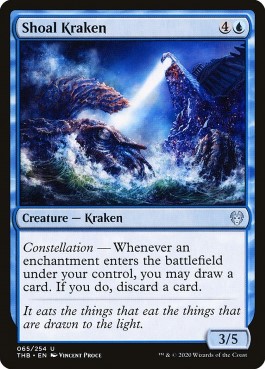 Shoal Kraken 4
Creature — Kraken
Constellation — Whenever an
enchantment enters the battlefield
under your control, you may draw a
card. If you do, discard a card.
It eats the things that eat the things that
are drawn to the light.
3/5
065/254 U
THB • EN Vincent Proce ™ & © 2020 Wizards of the Coast